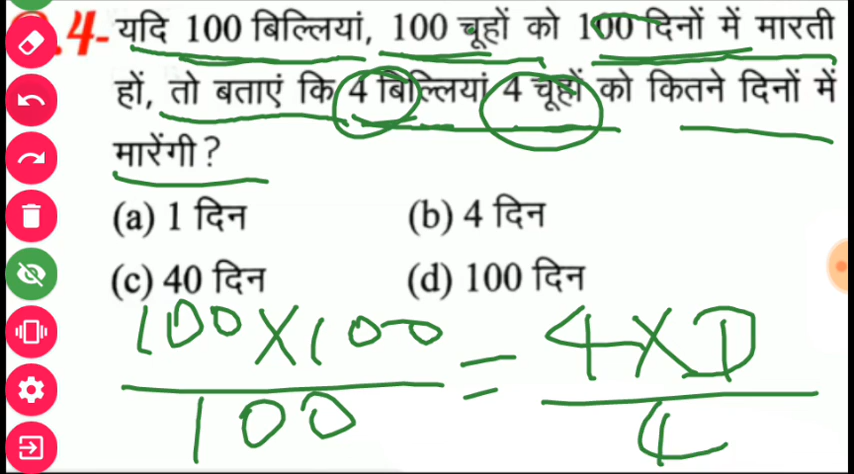 .4- यदि 100 बिल्लियां, 100 चूहों को 100 दिनों में मारती
हों, तो बताएं कि 4 बिल्लियां 4 चूहों को कितने दिनों में
मारेंगी ?
(a) 1 दिन (b) 4 दिन
(c) 40 दिन (d) 100 दिन
100 × 100 = 4 × D
100 4